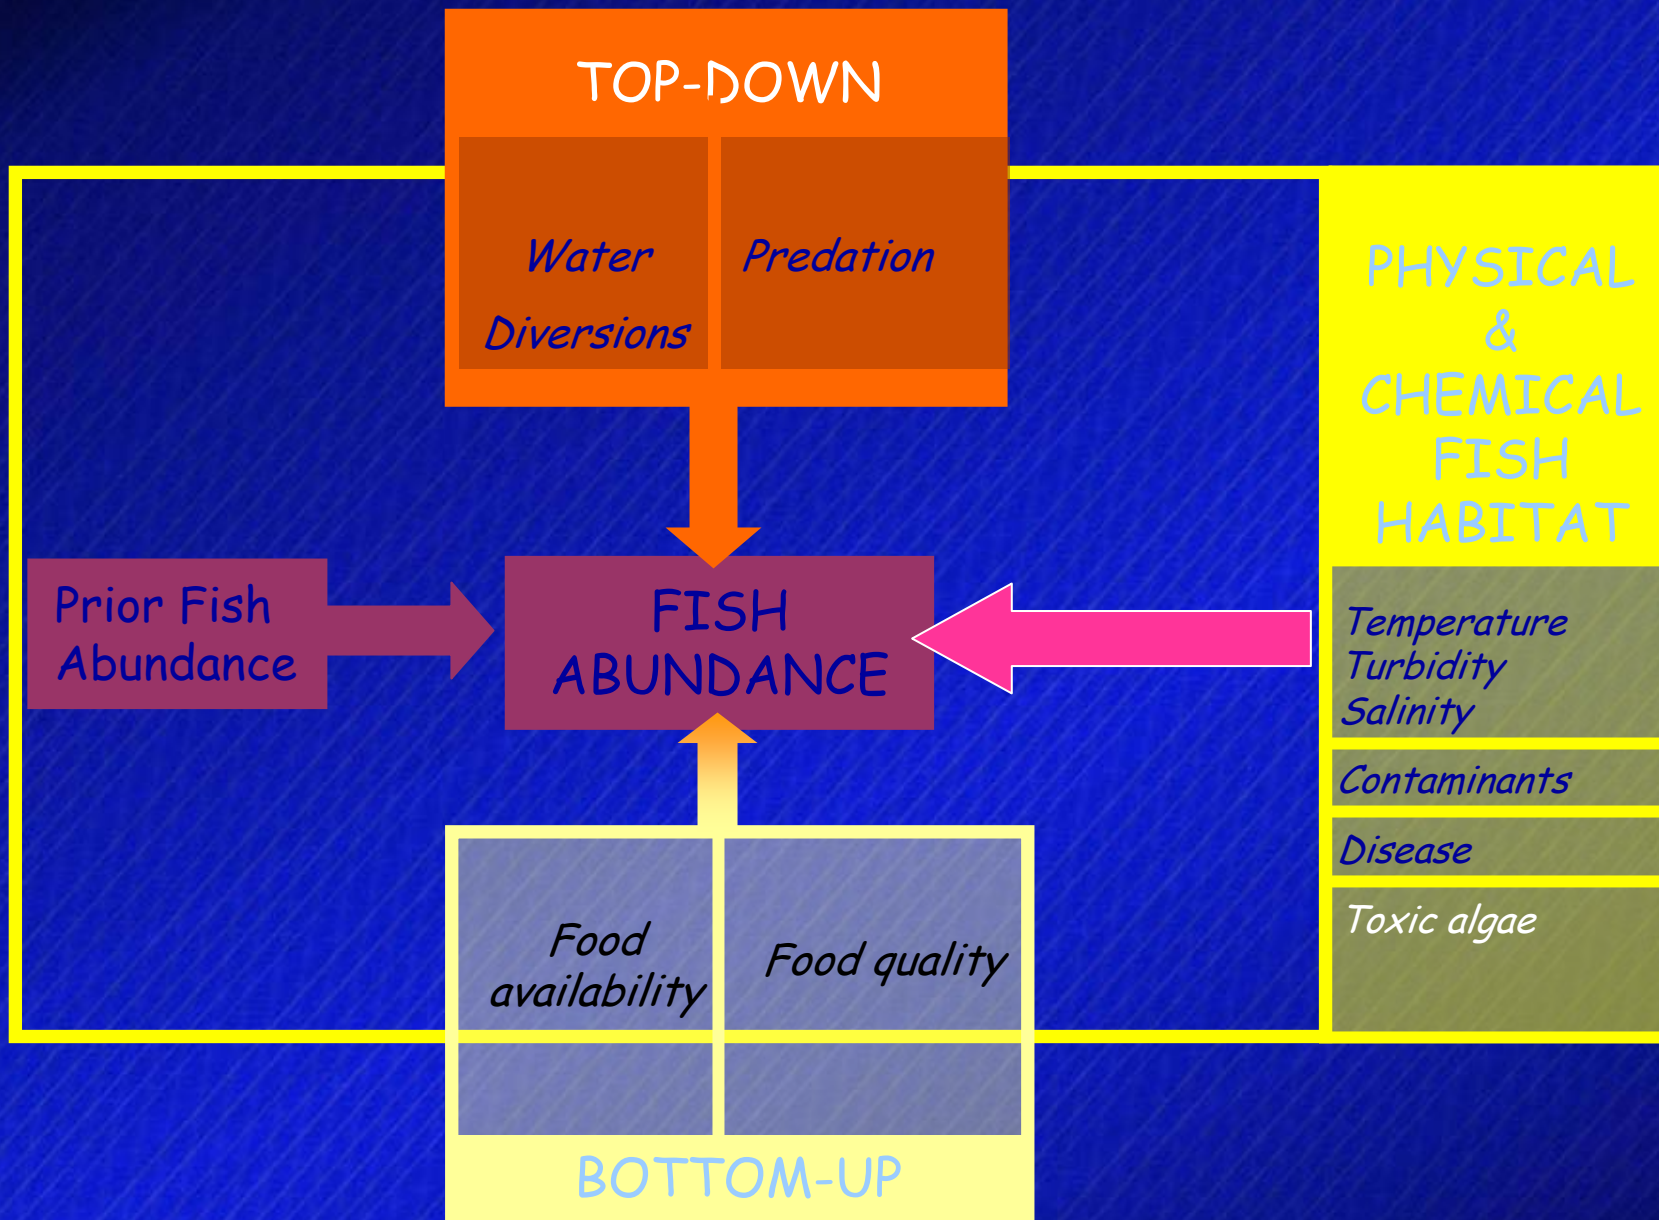 TOP-DOWN
Water
Diversions
Predation
PHYSICAL
&
CHEMICAL
FISH
HABITAT
Prior Fish
Abundance
FISH
ABUNDANCE
Temperature
Turbidity
Salinity
Contaminants
Disease
Toxic algae
Food
availability
Food quality
BOTTOM-UP